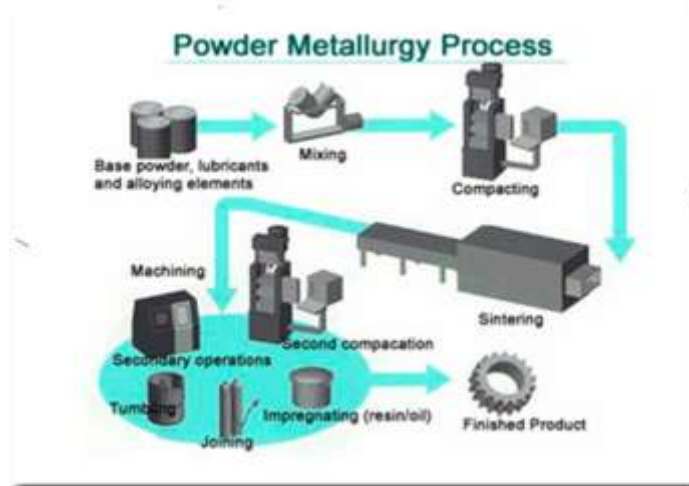 Powder Metallurgy Process
Base powder, lubricants
and alloying elements
Mixing
Compacting
Sintering
Machining
Second compacation
Secondary operations
Tumbling
Joining
Impregnating (resin/oil)
Finished Product